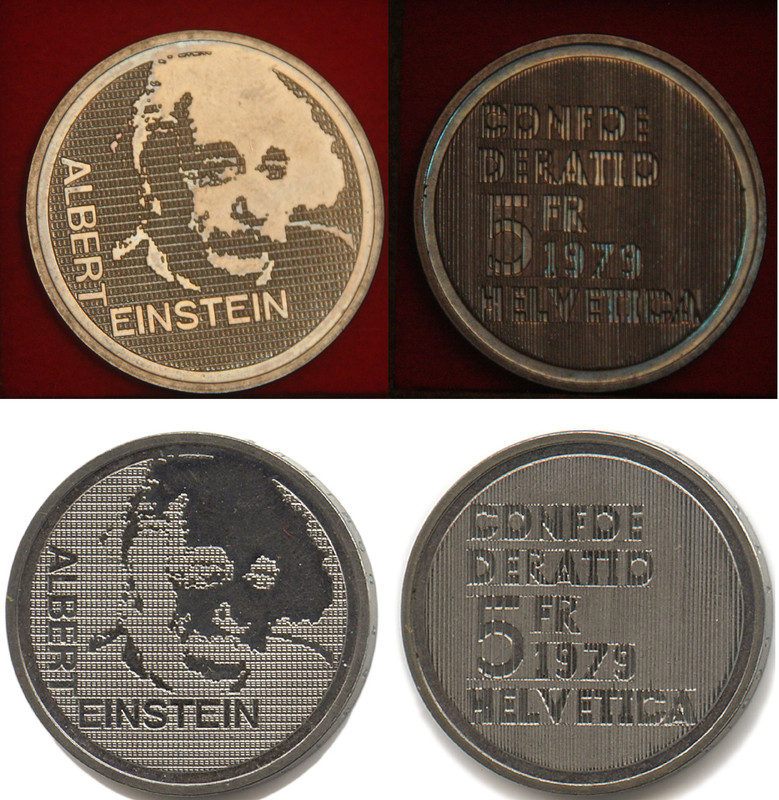 ALBERT
EINSTEIN
CONFOE
DERATIO
5 FR
1979
HELVETICA
ALBERT
EINSTEIN
CONFOE
DERATIO
5 FR
1979
HELVETICA